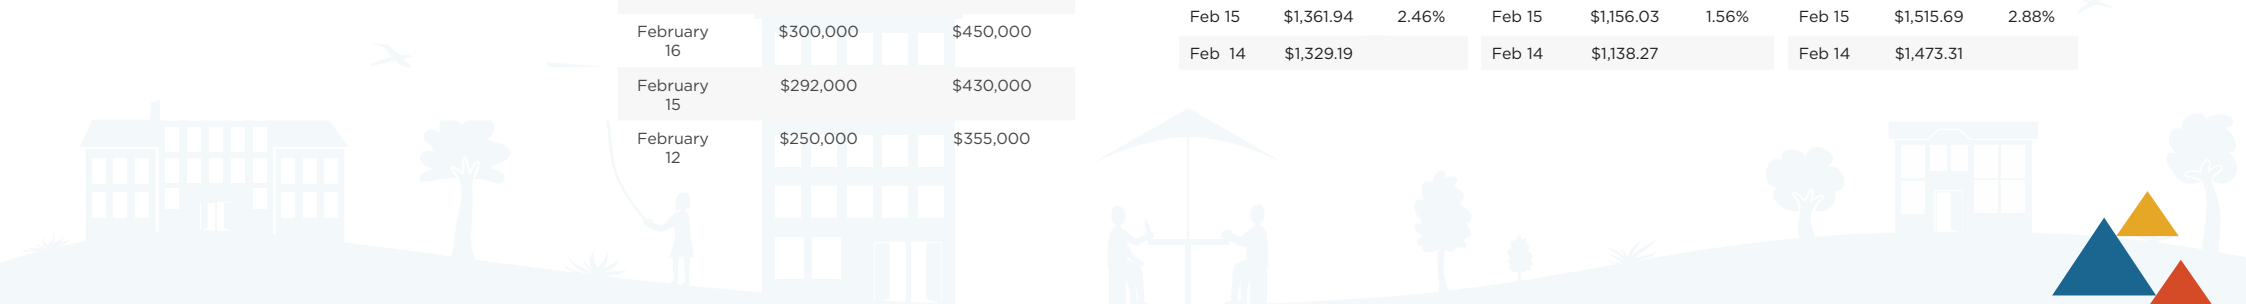 February $300,000 $450,000
16
February $292,000 $430,000
15
February $250,000 $355,000
12
Feb 15 $1,361.94 2.46% Feb 15 $1,156.03 1.56% Feb 15 $1,515.69 2.88%
Feb 14 $1,329.19 Feb 14 $1,138.27 Feb 14 $1,473.31